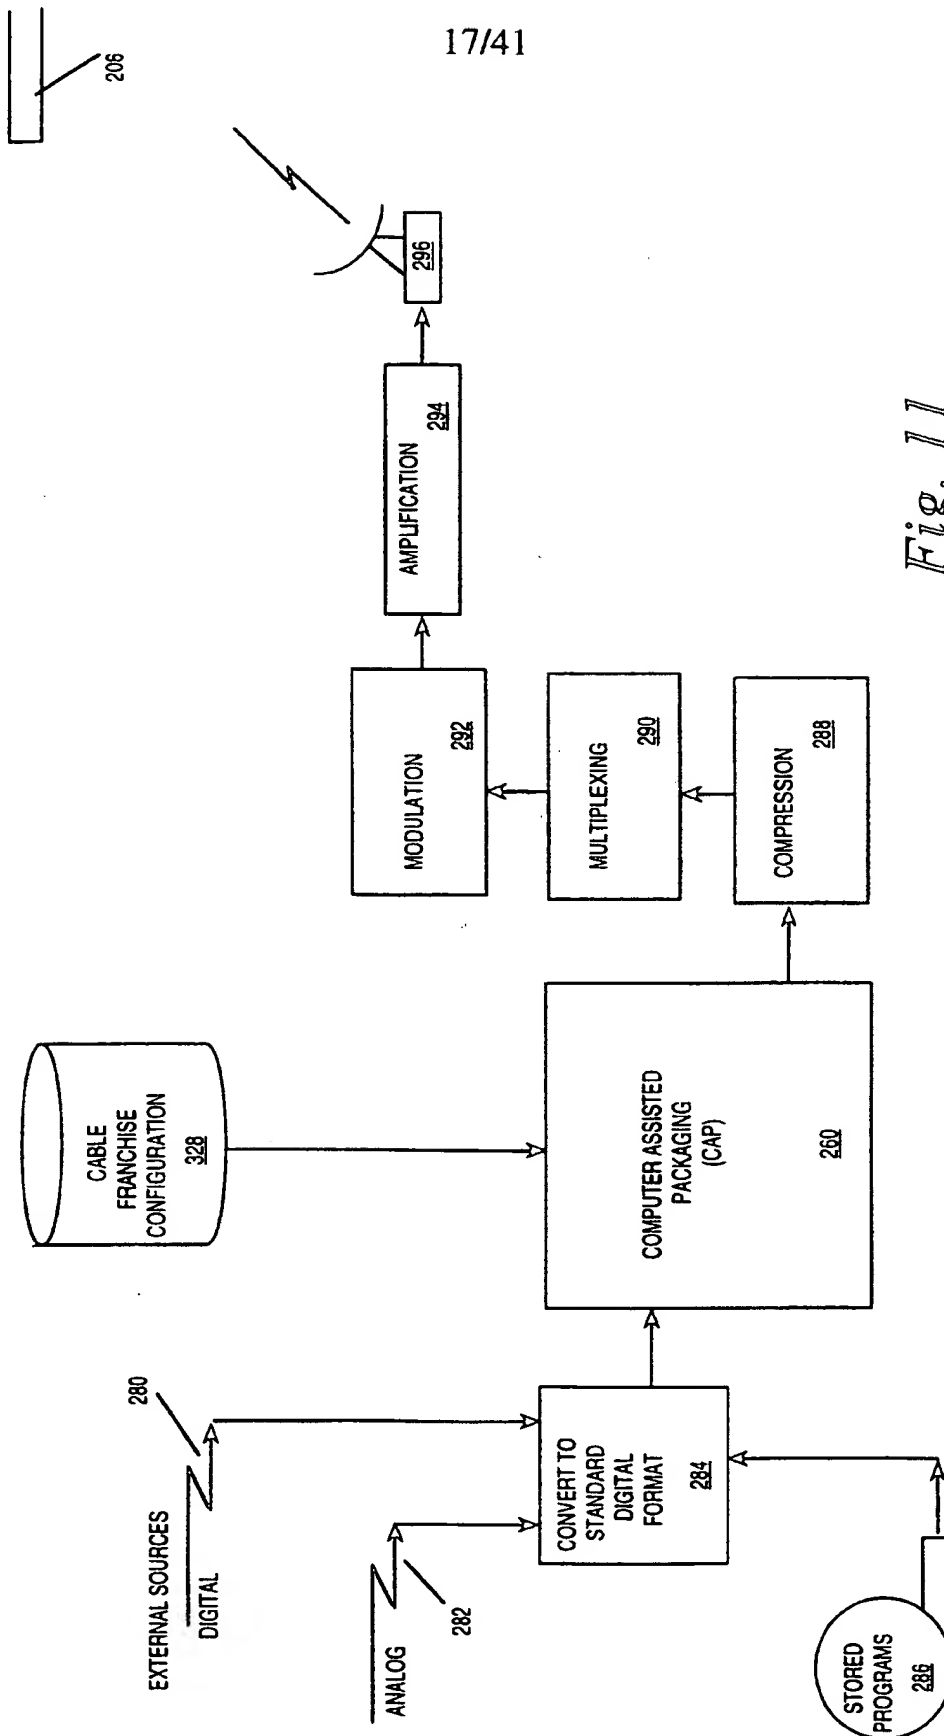 17/41
206
EXTERNAL SOURCES
DIGITAL
280
ANALOG
282
STORED
PROGRAMS
286
CONVERT TO
STANDARD
DIGITAL
FORMAT
284
CABLE
FRANCHISE
CONFIGURATION
328
COMPUTER ASSISTED
PACKAGING
(CAP)
260
COMPRESSION
288
MULTIPLEXING
290
MODULATION
292
AMPLIFICATION
294
296
Fig. 11